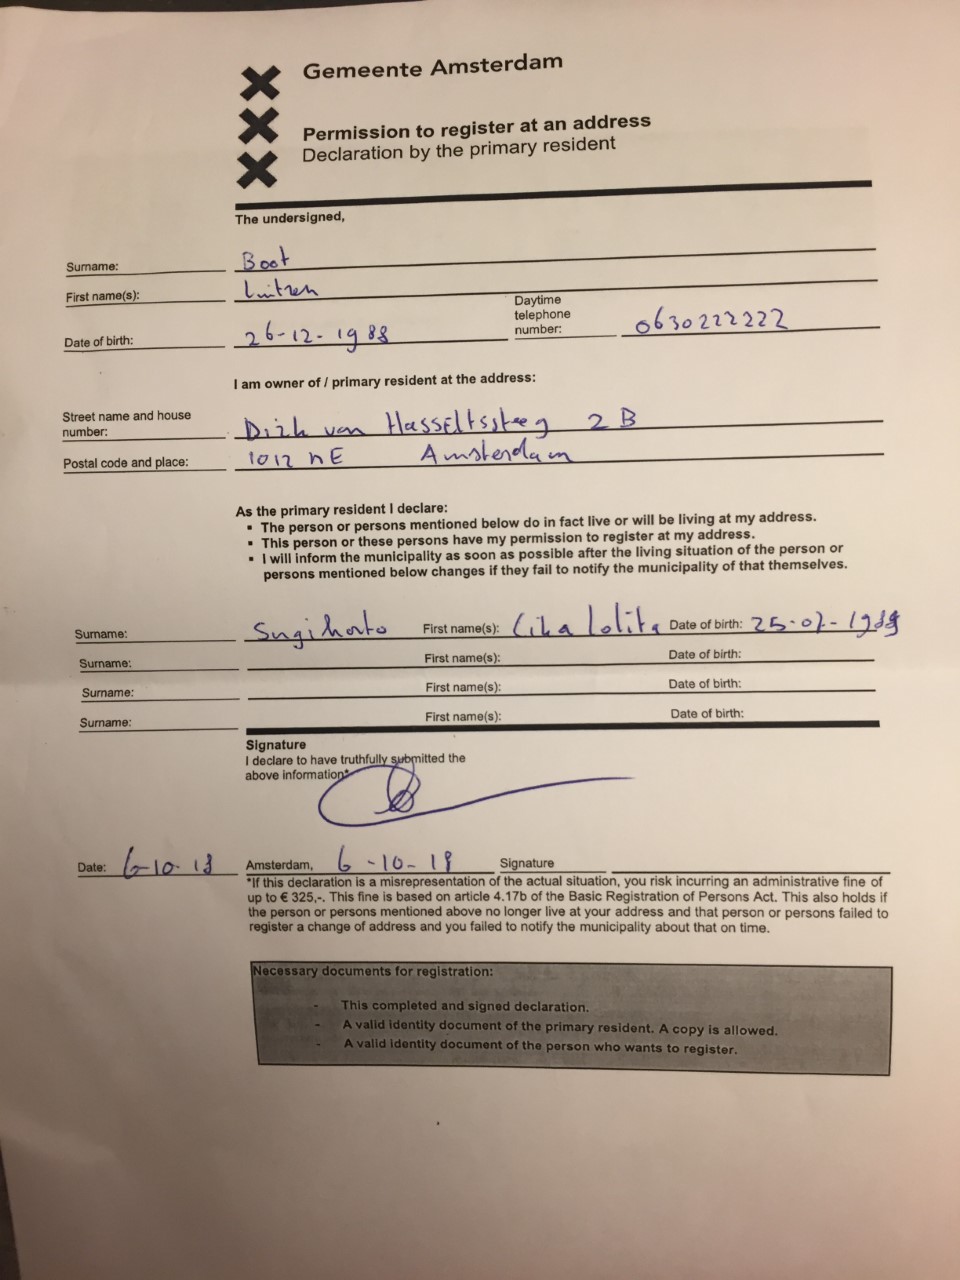 Gemeente Amsterdam
Permission to register at an address
Declaration by the primary resident
The undersigned,
Surname: Boot
First name(s): Luitzen
Daytime telephone number: 0630222222
Date of birth: 26-12-1988
I am owner of / primary resident at the address:
Street name and house number: Dirk van Hasseltssteeg 2 B
Postal code and place: 1012 NE Amsterdam
As the primary resident I declare:
▪ The person or persons mentioned below do in fact live or will be living at my address.
▪ This person or these persons have my permission to register at my address.
▪ I will inform the municipality as soon as possible after the living situation of the person or
persons mentioned below changes if they fail to notify the municipality of that themselves.
Surname: Sugiharto First name(s): Lolita Date of birth: 25-07-1989
Surname: First name(s): Date of birth:
Surname: First name(s): Date of birth:
Surname: First name(s): Date of birth:
Signature
I declare to have truthfully submitted the
above information*
Date: 6-10-18 Amsterdam, 6-10-18 Signature
*If this declaration is a misrepresentation of the actual situation, you risk incurring an administrative fine of
up to € 325,-. This fine is based on article 4.17b of the Basic Registration of Persons Act. This also holds if
the person or persons mentioned above no longer live at your address and that person or persons failed to
register a change of address and you failed to notify the municipality about that on time.
Necessary documents for registration:
- This completed and signed declaration.
- A valid identity document of the primary resident. A copy is allowed.
- A valid identity document of the person who wants to register.